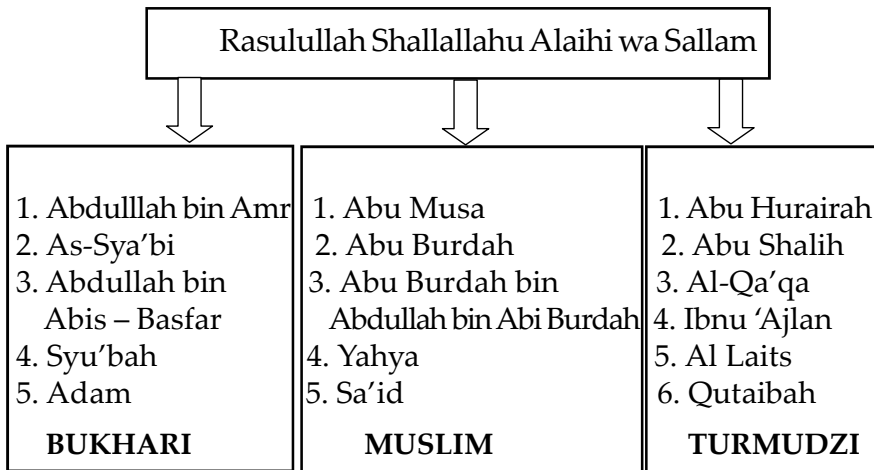 Rasulullah Shallallahu Alaihi wa Sallam
1. Abdulllah bin Amr
2. As-Sya’bi
3. Abdullah bin
Abis – Basfar
4. Syu’bah
5. Adam
BUKHARI
1. Abu Musa
2. Abu Burdah
3. Abu Burdah bin
Abdullah bin Abi Burdah
4. Yahya
5. Sa’id
MUSLIM
1. Abu Hurairah
2. Abu Shalih
3. Al-Qa’qa
4. Ibnu ‘Ajlan
5. Al Laits
6. Qutaibah
TURMUDZI